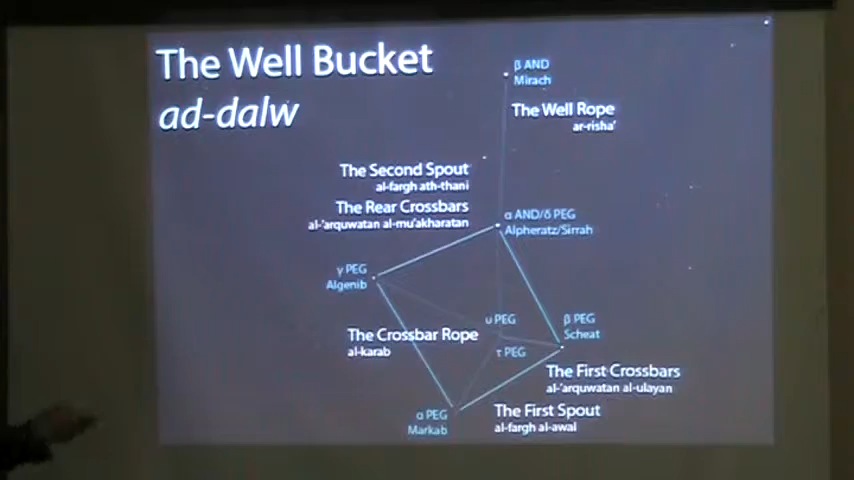 The Well Bucket
ad-dalw
β AND
Mirach
The Well Rope
ar-risha'
The Second Spout
al-fargh ath-thani
The Rear Crossbars
al-'arquwatan al-mu'akharatan
α AND/δ PEG
Alpheratz/Sirrah
γ PEG
Algenib
υ PEG
β PEG
Scheat
The Crossbar Rope
al-karab
τ PEG
The First Crossbars
al-'arquwatan al-ulayan
The First Spout
al-fargh al-awal
α PEG
Markab